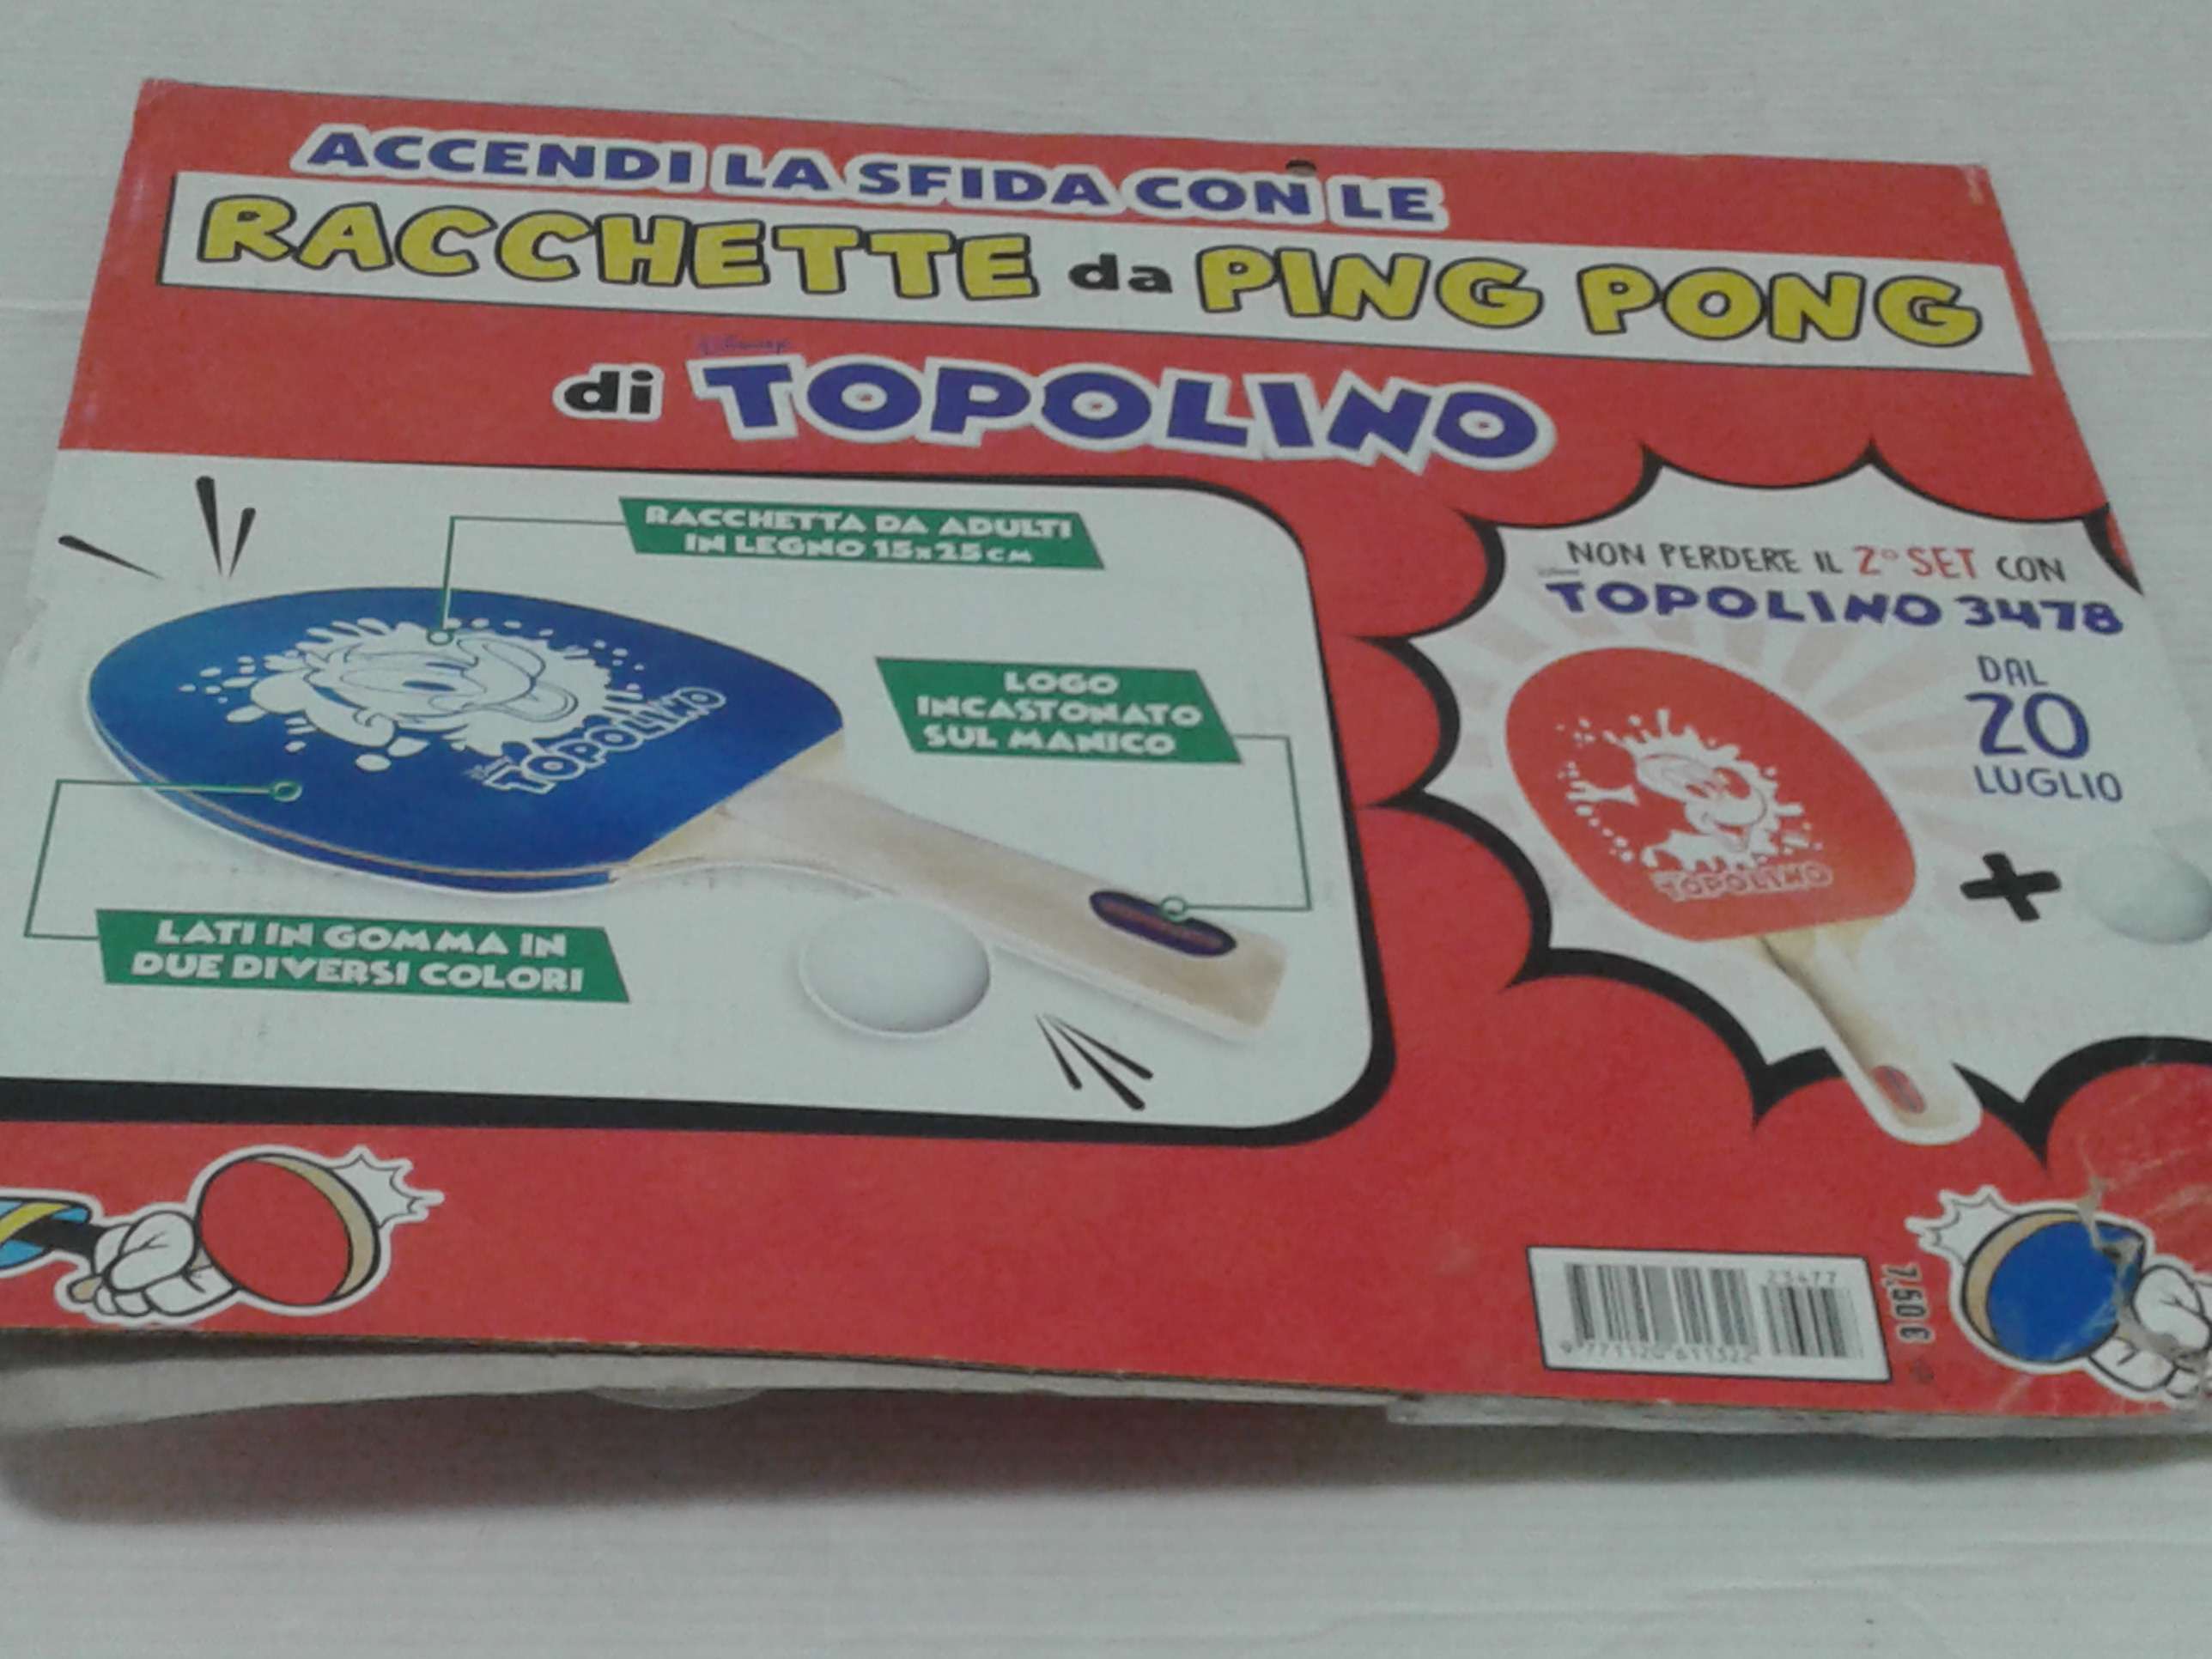 ACCENDI LA SFIDA CON LE
RACCHETTE da PING PONG
di TOPOLINO
RACCHETTA DA ADULTI
IN LEGNO 15x25 CM
LOGO
INCASTONATO
SUL MANICO
TOPOLINO
LATI IN GOMMA IN
DUE DIVERSI COLORI
NON PERDERE IL 2° SET CON
TOPOLINO 3478
DAL
20
LUGLIO
TOPOLINO
+
23477
7,50 €